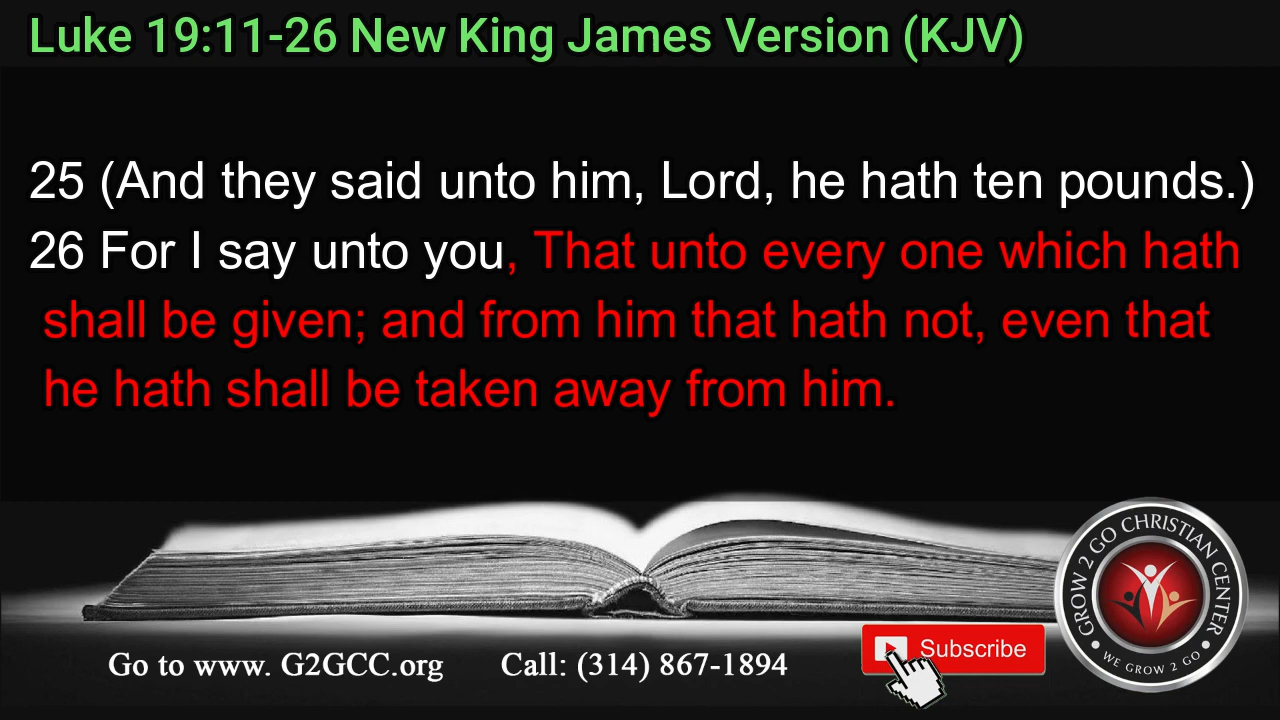 Luke 19:11-26 New King James Version (KJV)
25 (And they said unto him, Lord, he hath ten pounds.)
26 For I say unto you, That unto every one which hath
shall be given; and from him that hath not, even that
he hath shall be taken away from him.
GROW 2 GO CHRISTIAN CENTER
WE GROW 2 GO
Subscribe
Go to www. G2GCC.org Call: (314) 867-1894